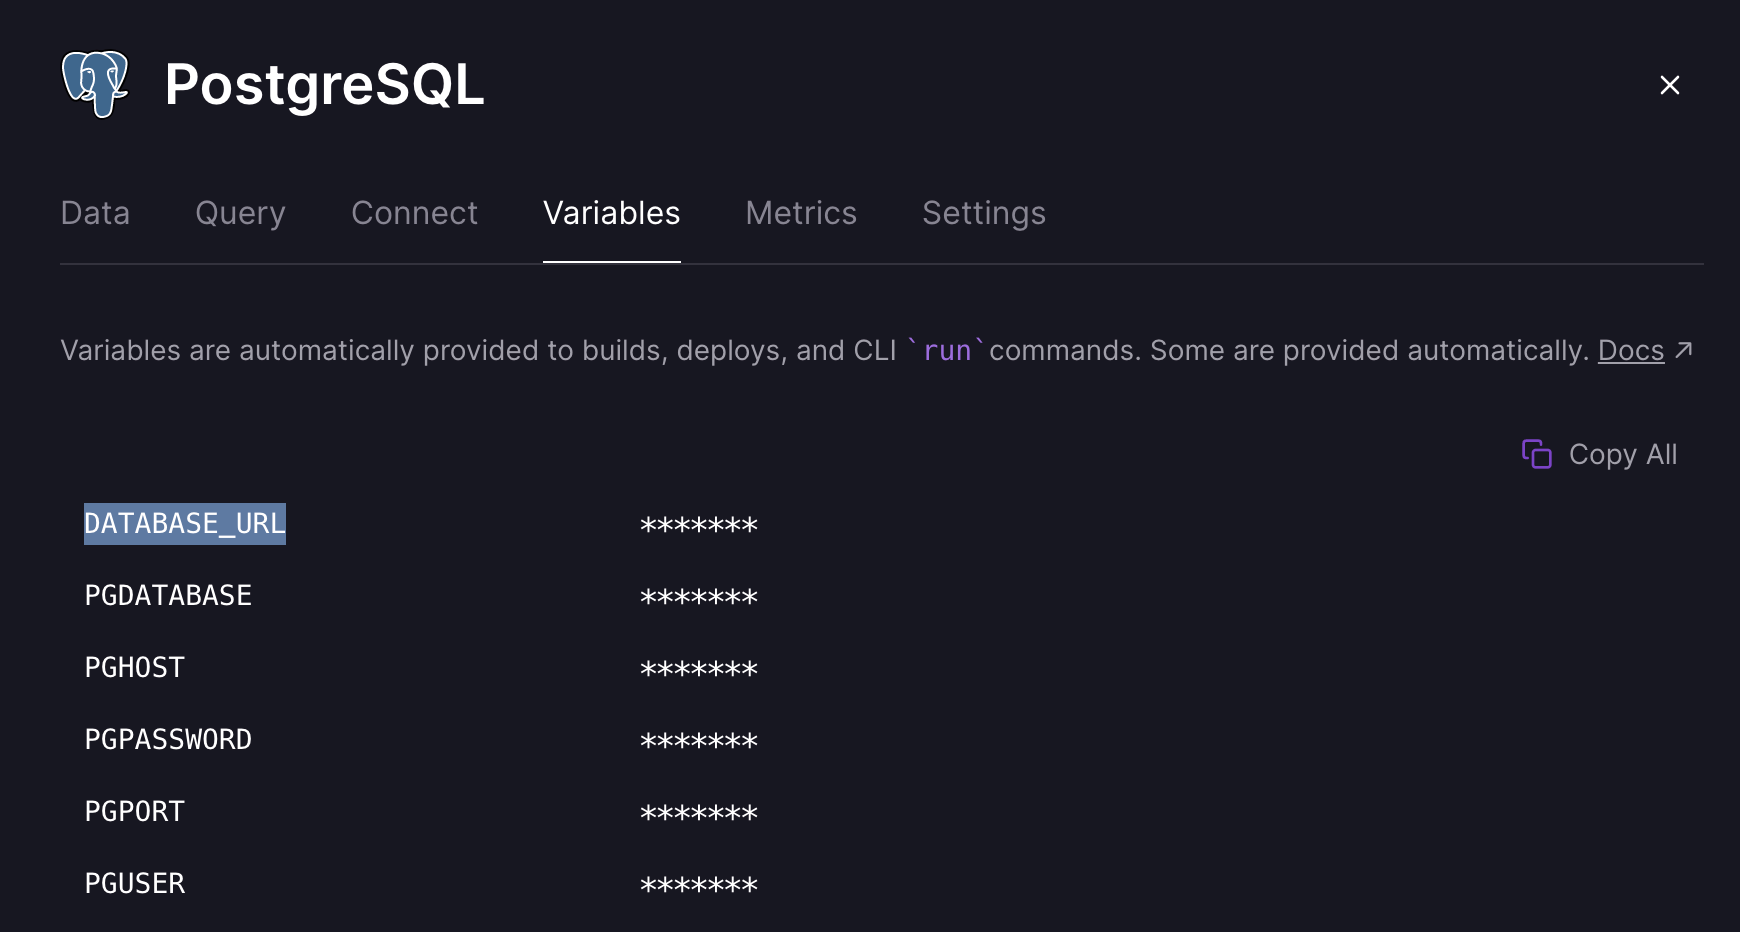 PostgreSQL
Data Query Connect Variables Metrics Settings
Variables are automatically provided to builds, deploys, and CLI `run`commands. Some are provided automatically. Docs ↗
Copy All
DATABASE_URL *******
PGDATABASE *******
PGHOST *******
PGPASSWORD *******
PGPORT *******
PGUSER *******